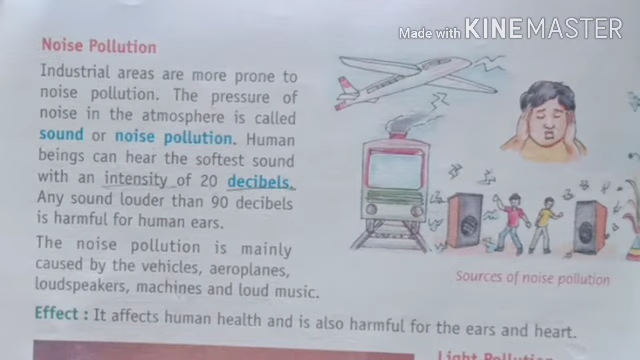 Made with KINEMASTER
Noise Pollution
Industrial areas are more prone to
noise pollution. The pressure of
noise in the atmosphere is called
sound or noise pollution. Human
beings can hear the softest sound
with an intensity of 20 decibels.
Any sound louder than 90 decibels
is harmful for human ears.
The noise pollution is mainly
caused by the vehicles, aeroplanes,
loudspeakers, machines and loud music.
Sources of noise pollution
Effect : It affects human health and is also harmful for the ears and heart.
Light Pollution